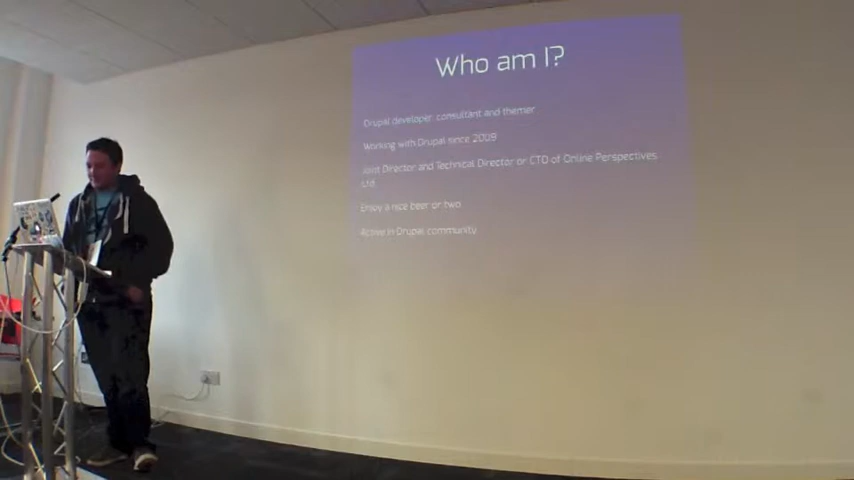 Who am I?
Drupal developer, consultant and themer
Working with Drupal since 2009
Joint Director and Technical Director or CTO of Online Perspectives
Ltd
Enjoy a nice beer or two
Active in Drupal community